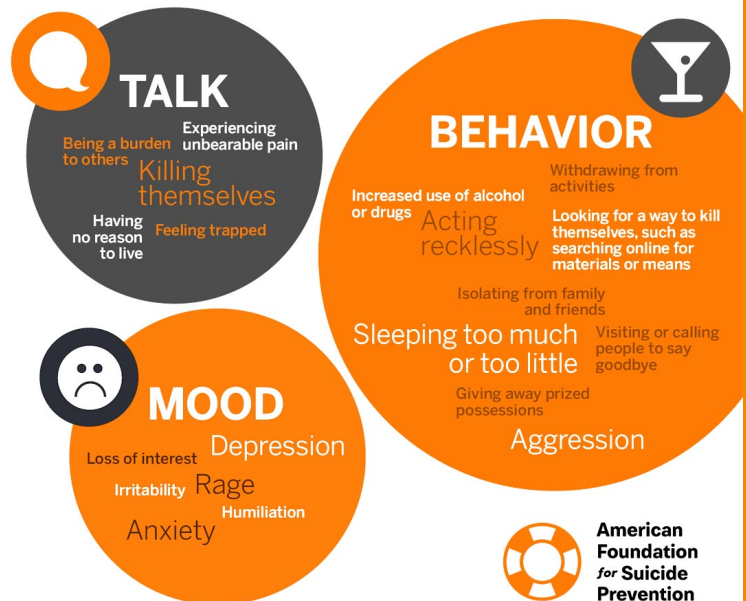 TALK
Experiencing
unbearable pain
Being a burden
to others
Killing
themselves
Having
no reason
to live
Feeling trapped
BEHAVIOR
Withdrawing from
activities
Increased use of alcohol
or drugs
Acting
recklessly
Looking for a way to kill
themselves, such as
searching online for
materials or means
Isolating from family
and friends
Sleeping too much
or too little
Visiting or calling
people to say
goodbye
Giving away prized
possessions
Aggression
MOOD
Depression
Loss of interest
Irritability
Rage
Humiliation
Anxiety
American
Foundation
for Suicide
Prevention